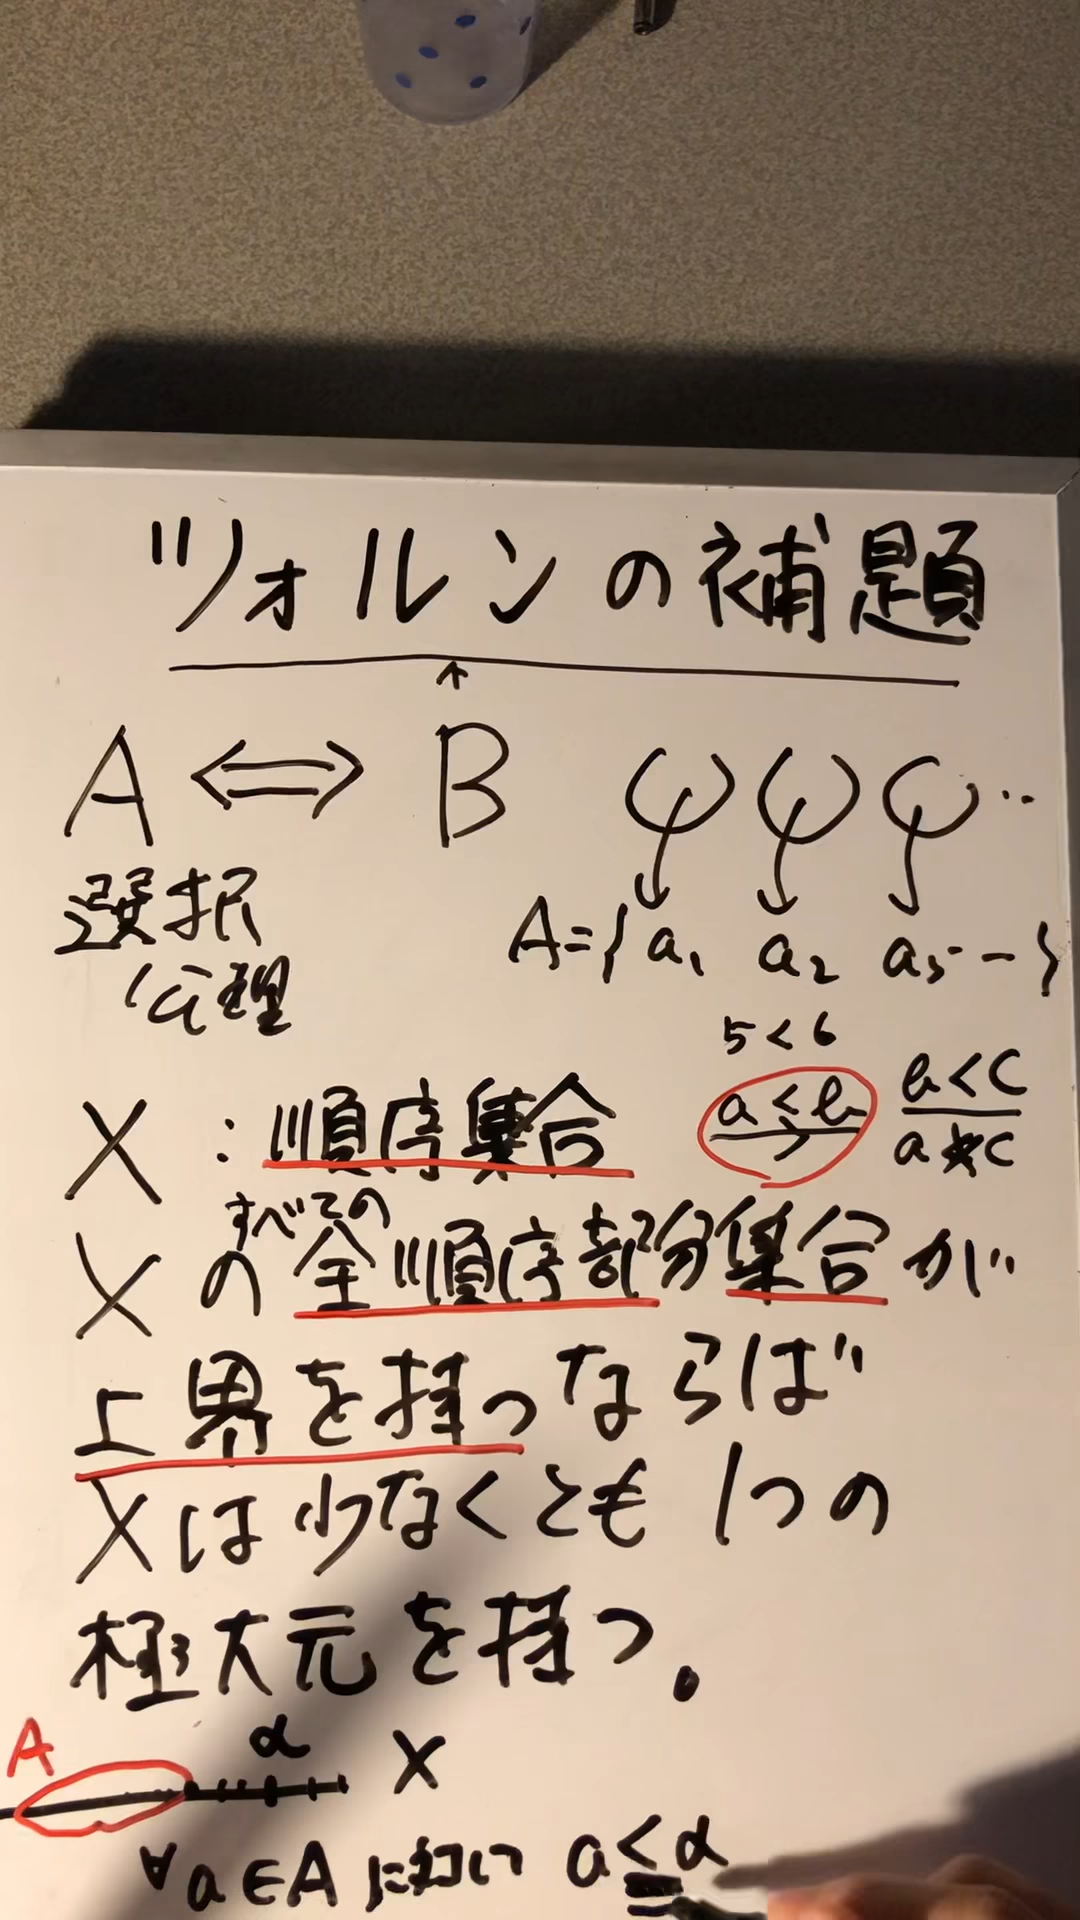 ツォルンの補題
↑
A ⇔ B
選択
公理
A={a₁ a₂ a₃ -- }
5<6
a≦b b<c
a<c
X:順序集合
すべての
Xの全順序部分集合が
上界を持つならば
Xは少なくとも1つの
極大元を持つ。
A α X
∀a∈Aに対して a≦α